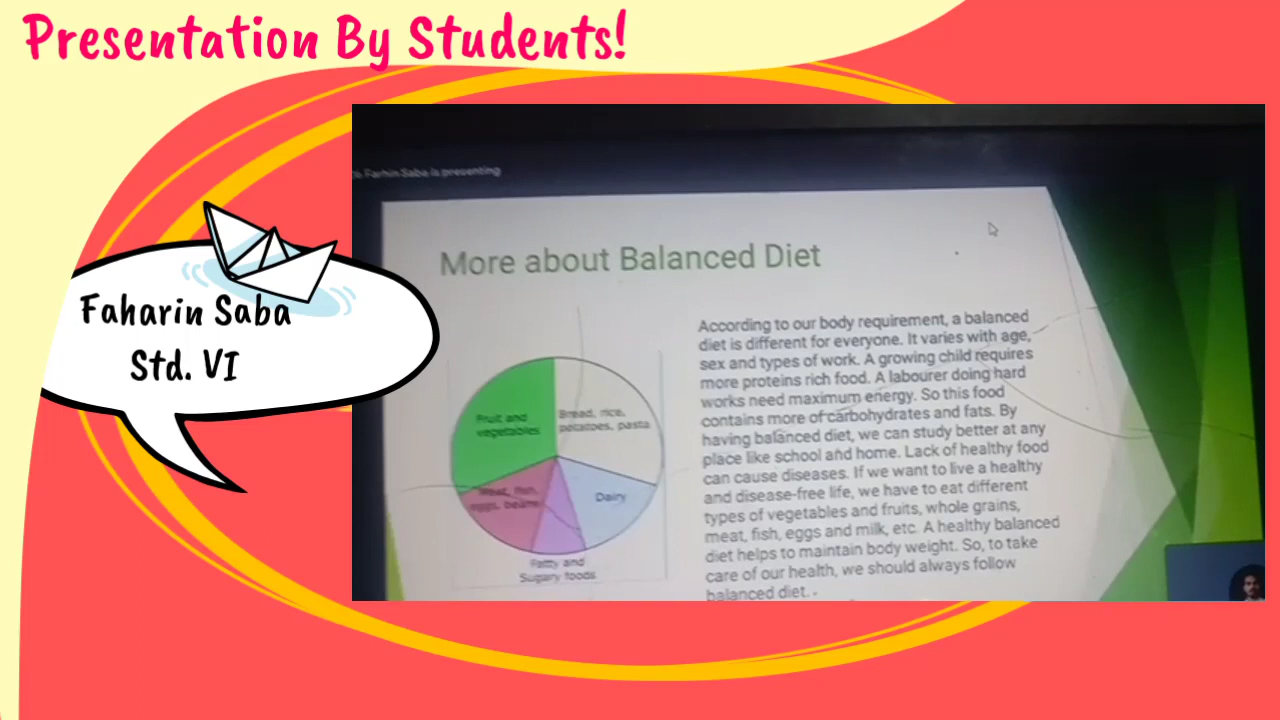 Presentation By Students!
Farhin Saba is presenting
Faharin Saba
Std. VI
More about Balanced Diet
Fruit and
vegetables
Bread, rice,
potatoes, pasta
Meat, fish,
eggs, beans
Dairy
Fatty and
Sugary foods
According to our body requirement, a balanced
diet is different for everyone. It varies with age,
sex and types of work. A growing child requires
more proteins rich food. A labourer doing hard
works need maximum energy. So this food
contains more of carbohydrates and fats. By
having balanced diet, we can study better at any
place like school and home. Lack of healthy food
can cause diseases. If we want to live a healthy
and disease-free life, we have to eat different
types of vegetables and fruits, whole grains,
meat, fish, eggs and milk, etc. A healthy balanced
diet helps to maintain body weight. So, to take
care of our health, we should always follow
balanced diet.